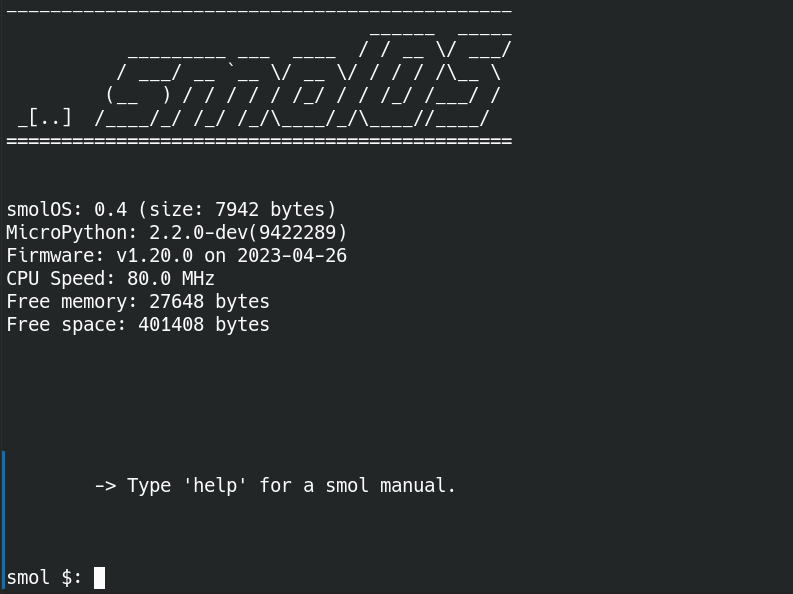 ______________________________________________
                                 ______  _____
           _________ ___  ____  / / __ \/ ___/
          / ___/ __ `__ \/ __ \/ / / / /\__ \
         (__  ) / / / / / /_/ / / /_/ /___/ /
 _[..]  /____/_/ /_/ /_/\____/_/\____//____/
==============================================
smolOS: 0.4 (size: 7942 bytes)
MicroPython: 2.2.0-dev(9422289)
Firmware: v1.20.0 on 2023-04-26
CPU Speed: 80.0 MHz
Free memory: 27648 bytes
Free space: 401408 bytes
-> Type 'help' for a smol manual.
smol $: